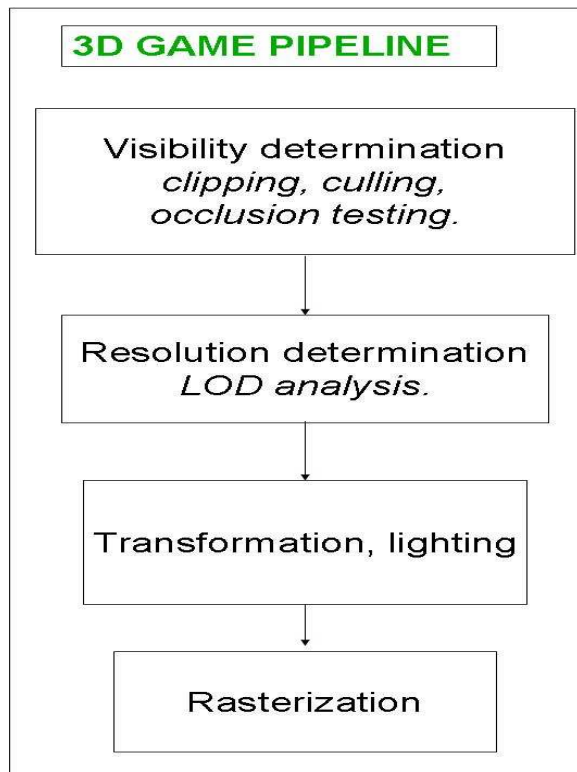 3D GAME PIPELINE
Visibility determination
clipping, culling,
occlusion testing.
Resolution determination
LOD analysis.
Transformation, lighting
Rasterization